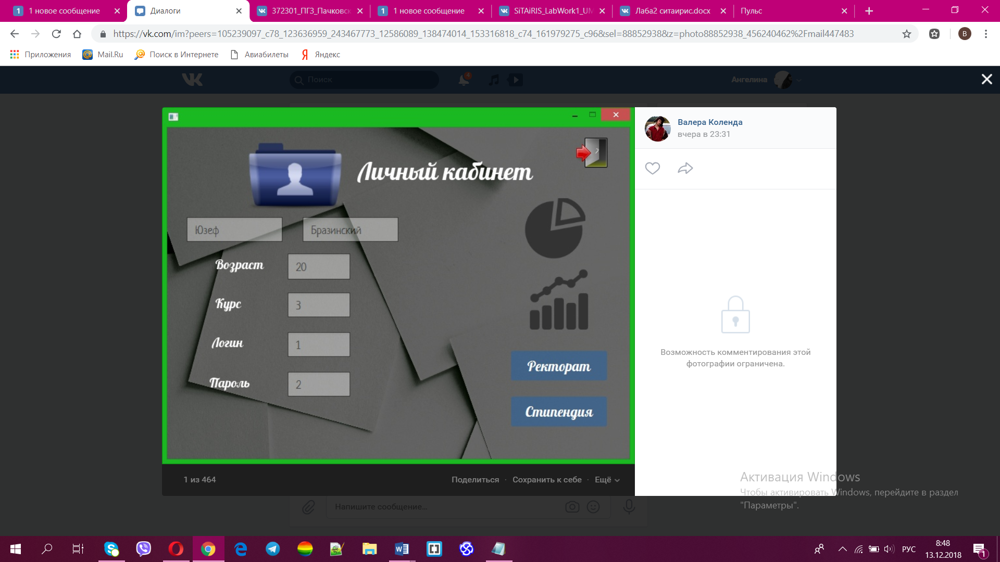 1 новое сообщение
Диалоги
372301_ПГЗ_Пачковск
1 новое сообщение
SiTAiRIS_LabWork1_UM
Лаба2 ситаирис.docx
Пульс
https://vk.com/im?peers=105239097_c78_123636959_243467773_12586089_138474014_153316818_c74_161979275_c96&sel=88852938&z=photo88852938_456240462%2Fmail447483
В
Приложения
Mail.Ru
Поиск в Интернете
Авиабилеты
Яндекс
Поиск
4
Ангелина
Личный кабинет
Юзеф
Бразинский
Возраст
20
Курс
3
Логин
1
Пароль
2
Ректорат
Стипендия
Валера Коленда
вчера в 23:31
Возможность комментирования этой
фотографии ограничена.
1 из 464
Поделиться · Сохранить к себе · Ещё
Напишите сообщение...
Активация Windows
Чтобы активировать Windows, перейдите в раздел
"Параметры".
РУС
8:48
13.12.2018
1